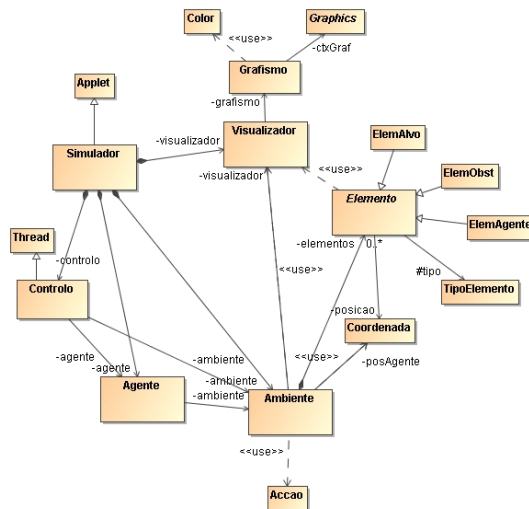 Color
Graphics
<<use>>
-ctxGraf
Grafismo
-grafismo
Applet
Simulador
-visualizador
Visualizador
-visualizador
<<use>>
ElemAlvo
ElemObst
Elemento
ElemAgente
-elementos
0..*
Thread
-controlo
Controlo
<<use>>
#tipo
TipoElemento
-posicao
Coordenada
-agente
-agente
-ambiente
-ambiente
-ambiente
<<use>>
-posAgente
Agente
Ambiente
<<use>>
Accao